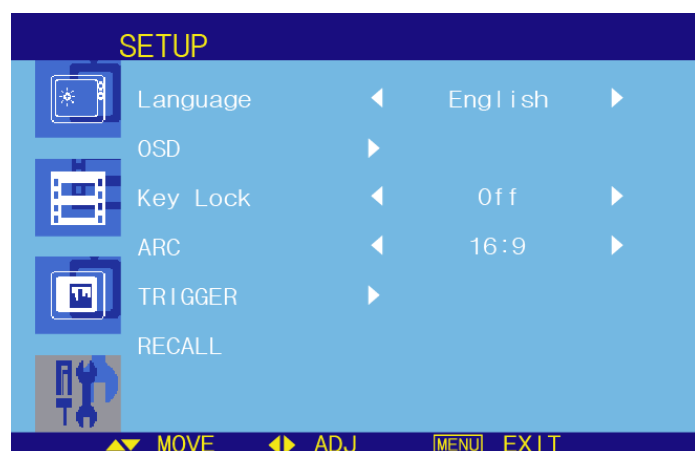 SETUP
Language ◀ English ▶
OSD ▶
Key Lock ◀ Off ▶
ARC ◀ 16:9 ▶
TRIGGER ▶
RECALL
▲▼ MOVE ◀▶ ADJ MENU EXIT